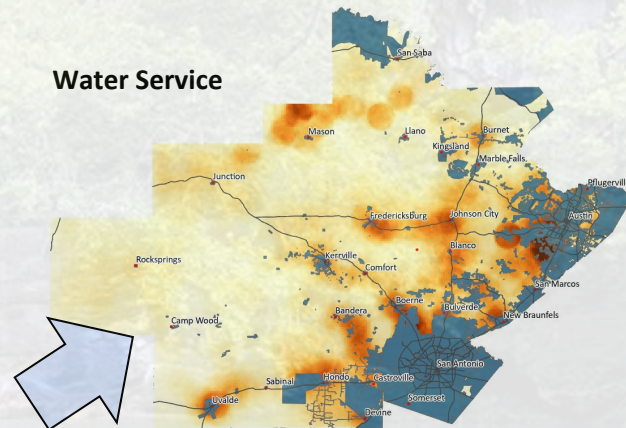 San Saba
Water Service
Mason
Llano
Burnet
Kingsland
Marble Falls
Junction
Pflugerville
Fredericksburg
Johnson City
Austin
Blanco
Rocksprings
Kerrville
Comfort
San Marcos
Boerne
Bulverde
Bandera
New Braunfels
Camp Wood
San Antonio
Hondo
Castroville
Sabinal
Uvalde
Somerset
Devine